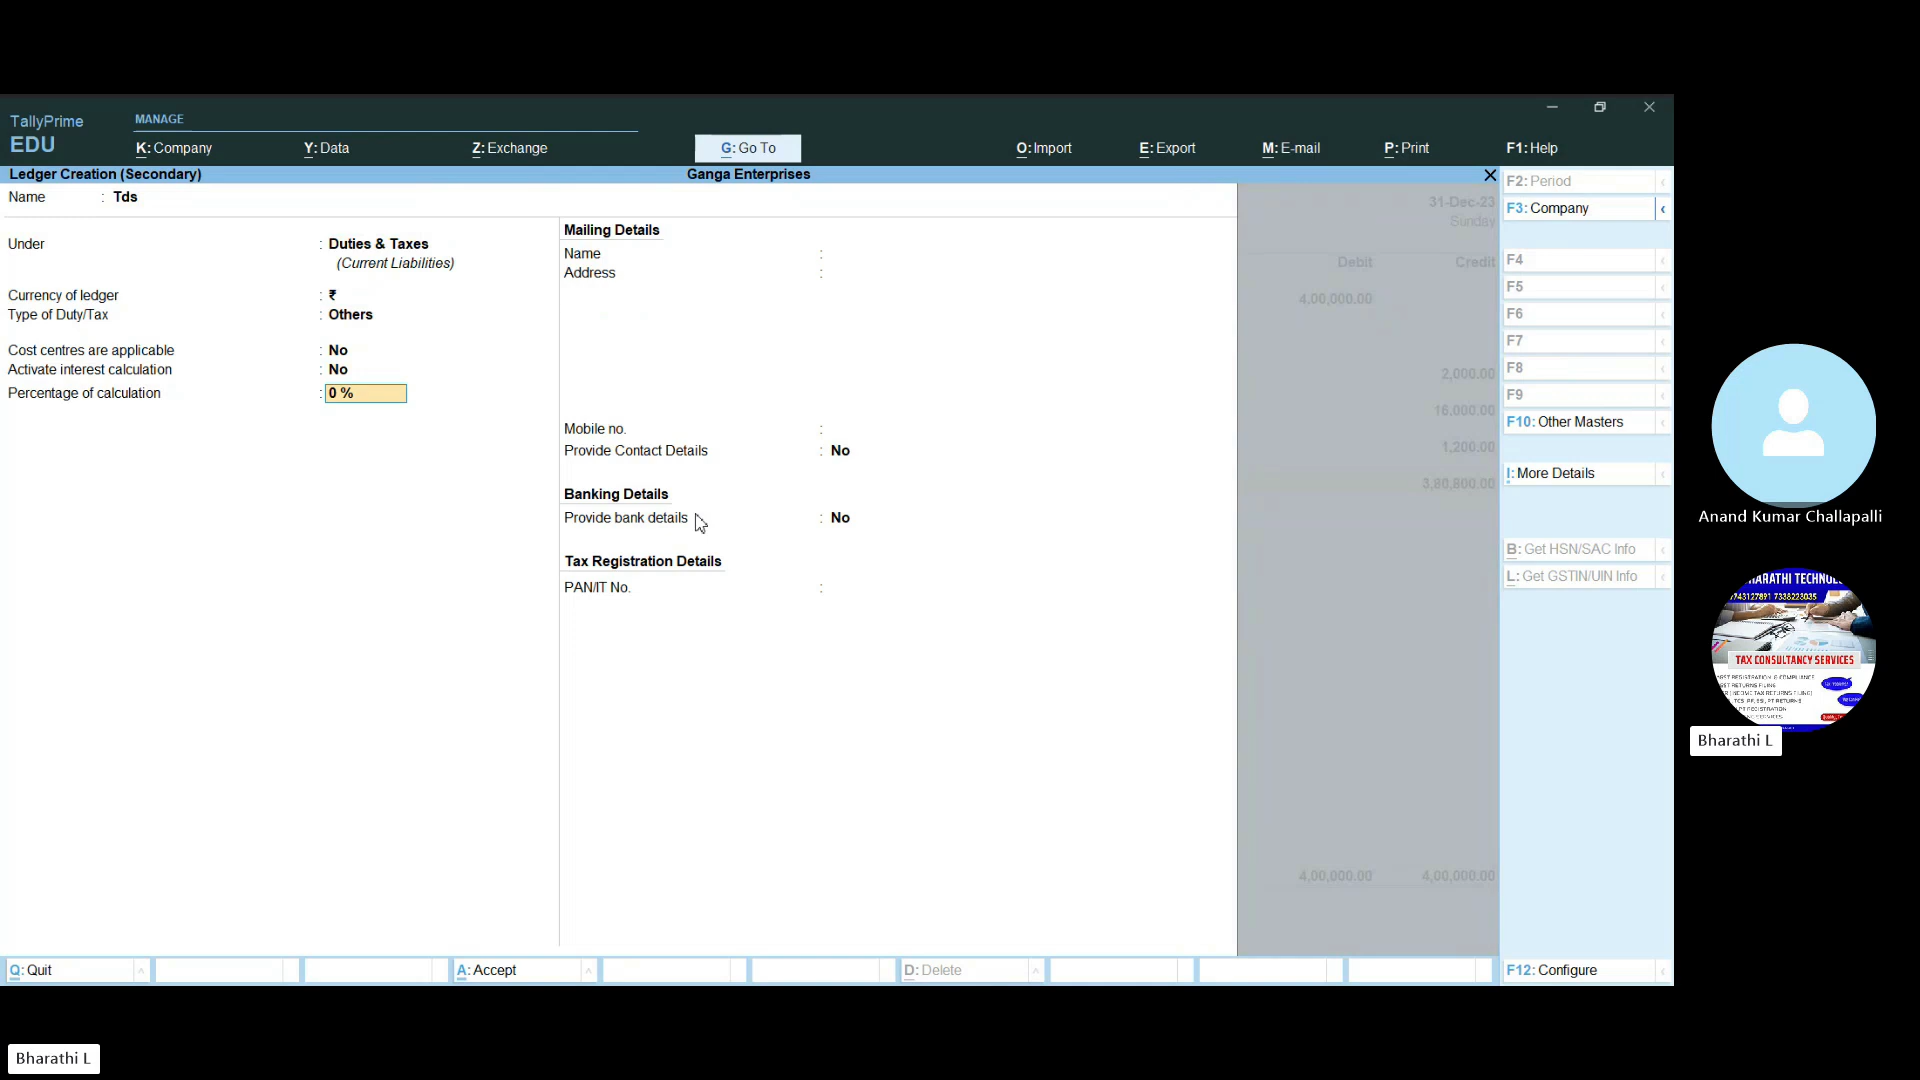 TallyPrime
EDU
MANAGE
K: Company
Y: Data
Z: Exchange
G: Go To
O: Import
E: Export
M: E-mail
P: Print
F1: Help
Ledger Creation (Secondary)
Ganga Enterprises
Name : Tds
Under : Duties & Taxes
(Current Liabilities)
Currency of ledger : ₹
Type of Duty/Tax : Others
Cost centres are applicable : No
Activate interest calculation : No
Percentage of calculation : 0 %
Mailing Details
Name :
Address :
Mobile no. :
Provide Contact Details : No
Banking Details
Provide bank details : No
Tax Registration Details
PAN/IT No. :
31-Dec-23
Sunday
Debit Credit
4,00,000.00
2,000.00
16,000.00
1,200.00
3,80,800.00
4,00,000.00 4,00,000.00
F2: Period
F3: Company
F4
F5
F6
F7
F8
F9
F10: Other Masters
I: More Details
B: Get HSN/SAC Info
L: Get GSTIN/UIN Info
F12: Configure
Q: Quit
A: Accept
D: Delete
Anand Kumar Challapalli
7338223035
TAX CONSULTANCY SERVICES
Bharathi L
Bharathi L